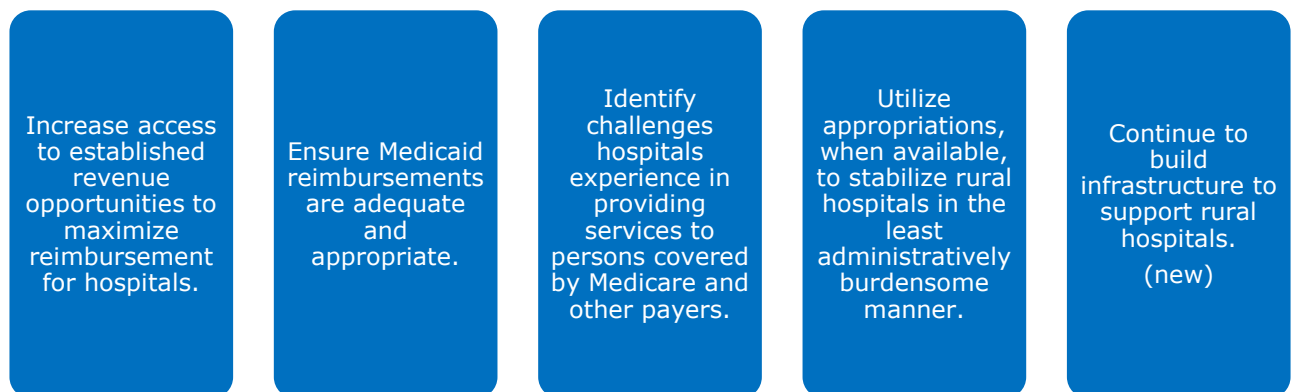 Increase access
to established
revenue
opportunities to
maximize
reimbursement
for hospitals.
Ensure Medicaid
reimbursements
are adequate
and
appropriate.
Identify
challenges
hospitals
experience in
providing
services to
persons covered
by Medicare and
other payers.
Utilize
appropriations,
when available,
to stabilize rural
hospitals in the
least
administratively
burdensome
manner.
Continue to
build
infrastructure to
support rural
hospitals.
(new)